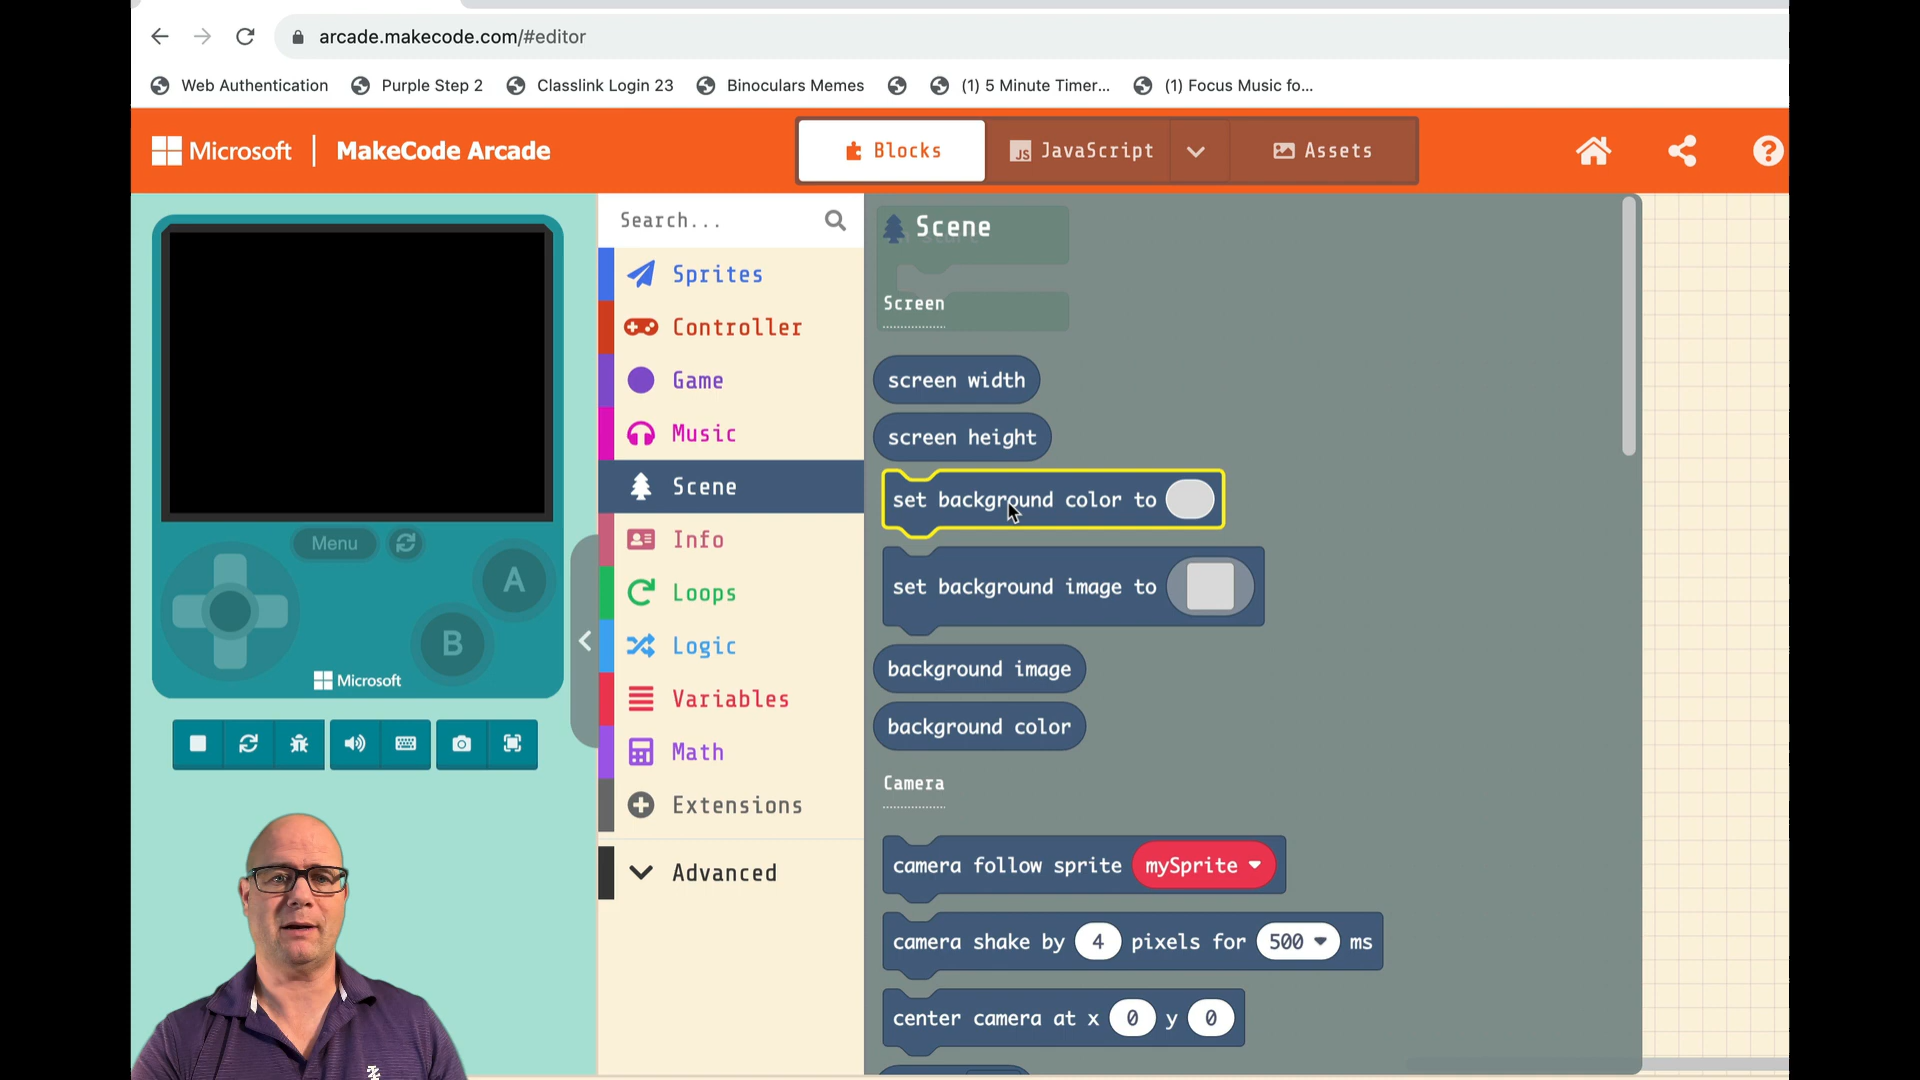 arcade.makecode.com/#editor
Web Authentication
Purple Step 2
Classlink Login 23
Binoculars Memes
(1) 5 Minute Timer...
(1) Focus Music fo...
Microsoft
MakeCode Arcade
Blocks
JS
JavaScript
Assets
?
Menu
A
B
Microsoft
Search...
Sprites
Controller
Game
Music
Scene
Info
Loops
Logic
Variables
Math
Extensions
Advanced
Scene
Screen
screen width
screen height
set background color to
set background image to
background image
background color
Camera
camera follow sprite mySprite
camera shake by 4 pixels for 500 ms
center camera at x 0 y 0